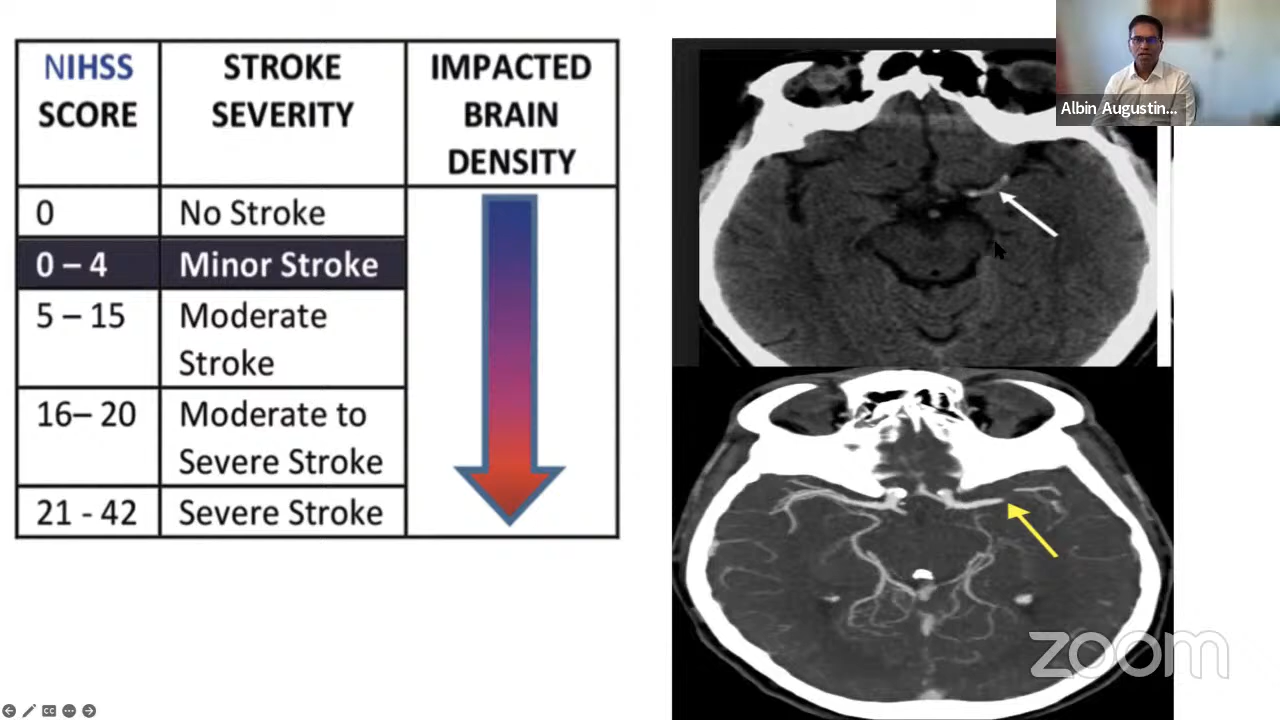 NIHSS SCORE
STROKE SEVERITY
IMPACTED BRAIN DENSITY
0
No Stroke
0 – 4
Minor Stroke
5 – 15
Moderate Stroke
16– 20
Moderate to Severe Stroke
21 - 42
Severe Stroke
Albin Augustin...
zoom
CC